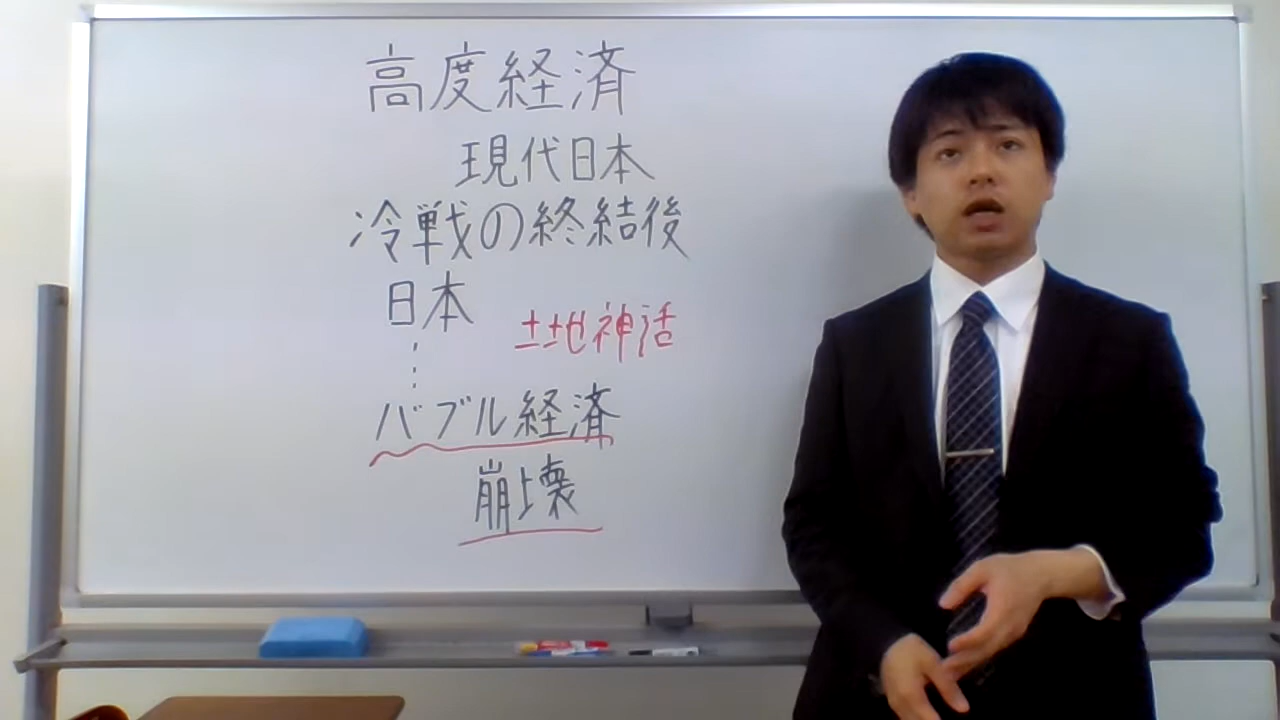 高度経済
現代日本
冷戦の終結後
日本
土地神話
バブル経済
崩壊